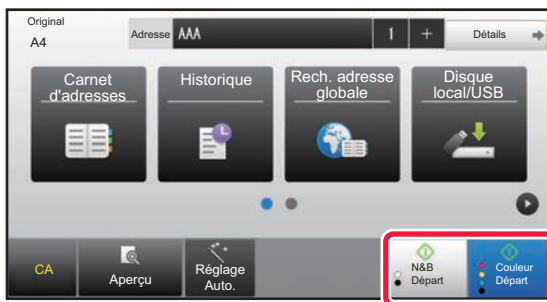 Original
A4
Adresse AAA 1 + Détails
Carnet
d'adresses
Historique
Rech. adresse
globale
Disque
local/USB
CA
Aperçu
Réglage
Auto.
N&B
Départ
Couleur
Départ